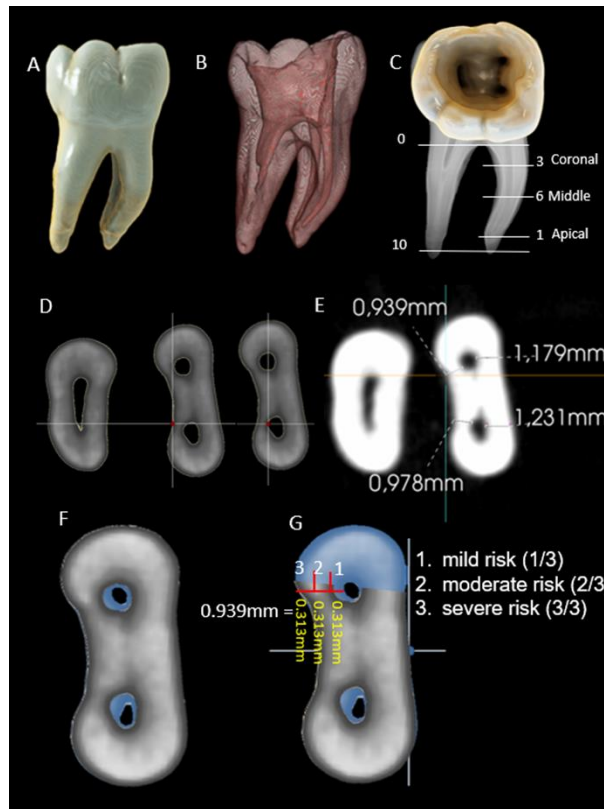 A
B
C
0
3 Coronal
6 Middle
1 Apical
10
D
E
0,939mm
1,179mm
1,231mm
0,978mm
F
G
3 2 1
0.939mm =
0.313mm
0.313mm
0.313mm
1. mild risk (1/3)
2. moderate risk (2/3
3. severe risk (3/3)